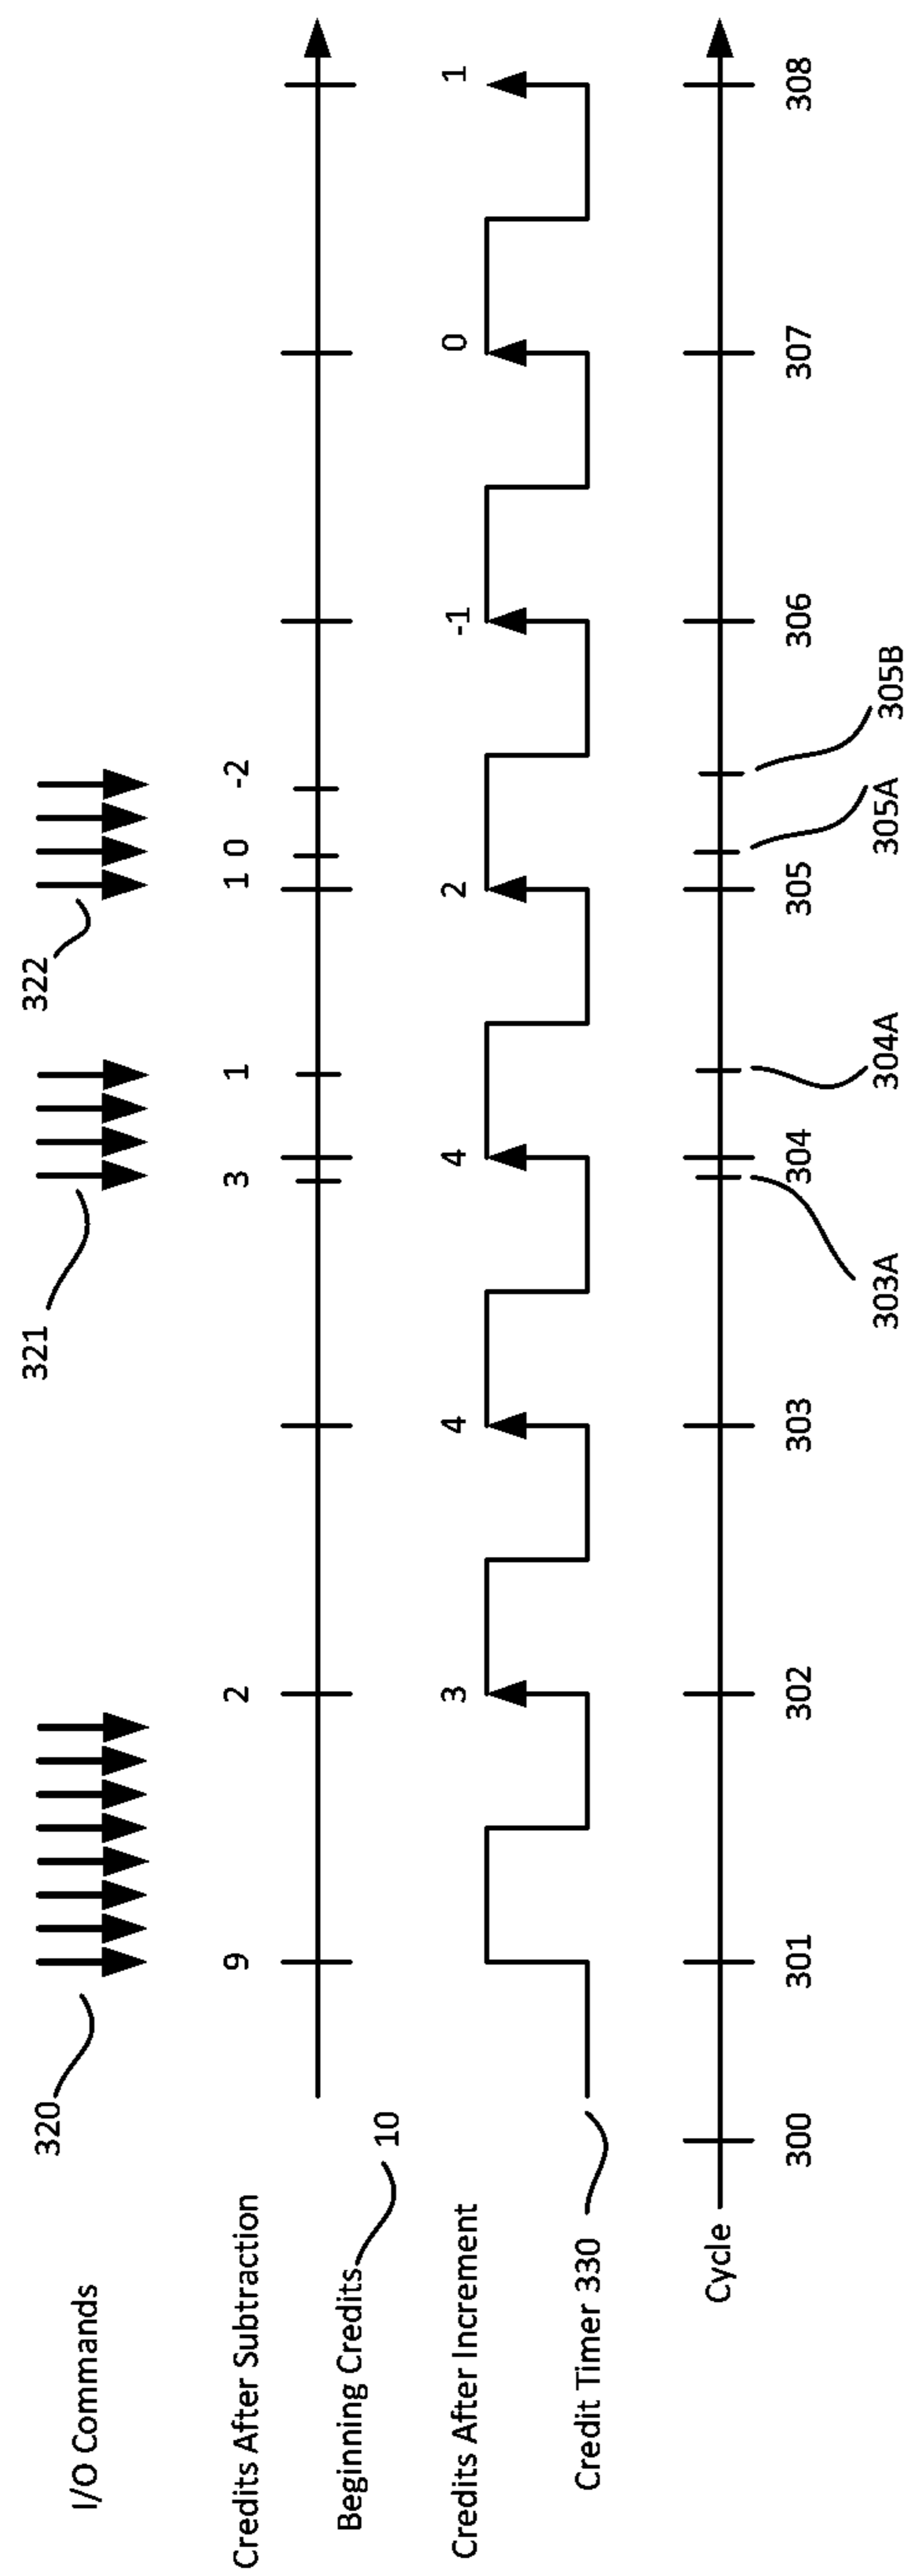 I/O Commands 320 321 322
Credits After Subtraction 9 2 3 1 1 0 -2
Beginning Credits 10
Credits After Increment 3 4 4 2 -1 0 1
Credit Timer 330
Cycle
300 301 302 303 304 305 306 307 308
303A 304A 305A 305B